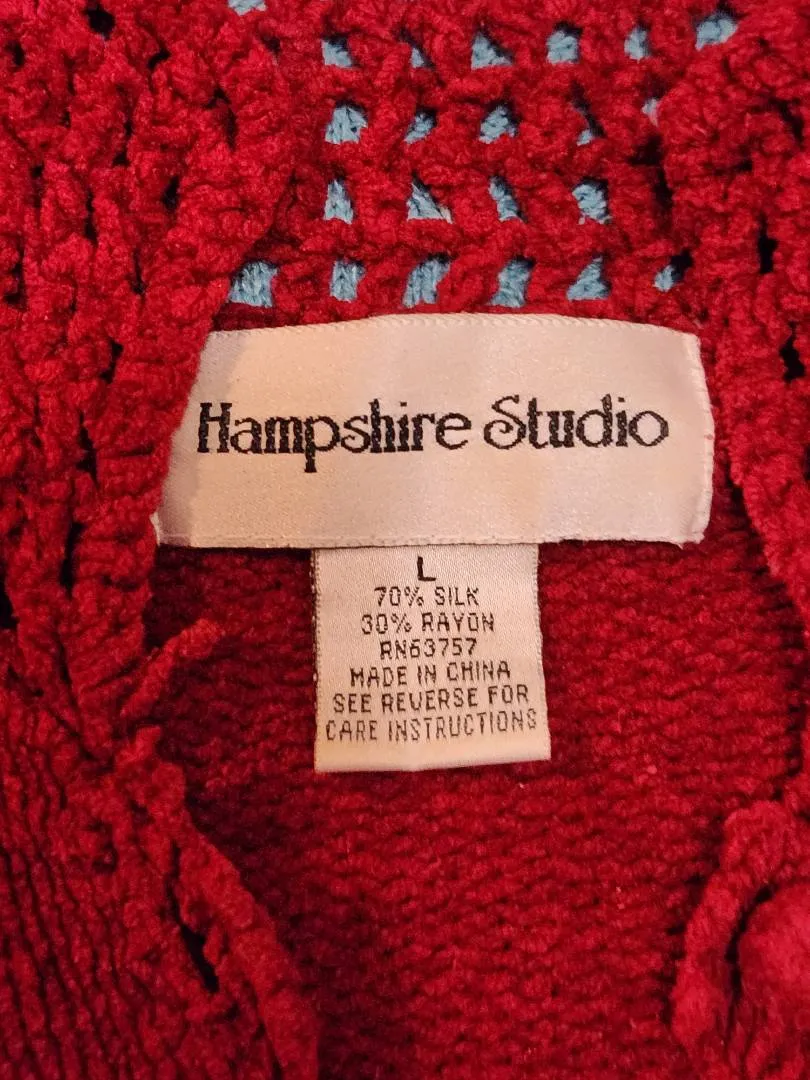 Hampshire Studio
L
70% SILK
30% RAYON
RN63757
MADE IN CHINA
SEE REVERSE FOR
CARE INSTRUCTIONS